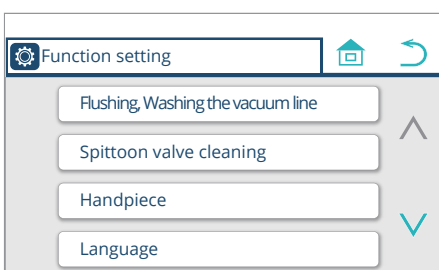 Function setting
Flushing, Washing the vacuum line
Spittoon valve cleaning
Handpiece
Language